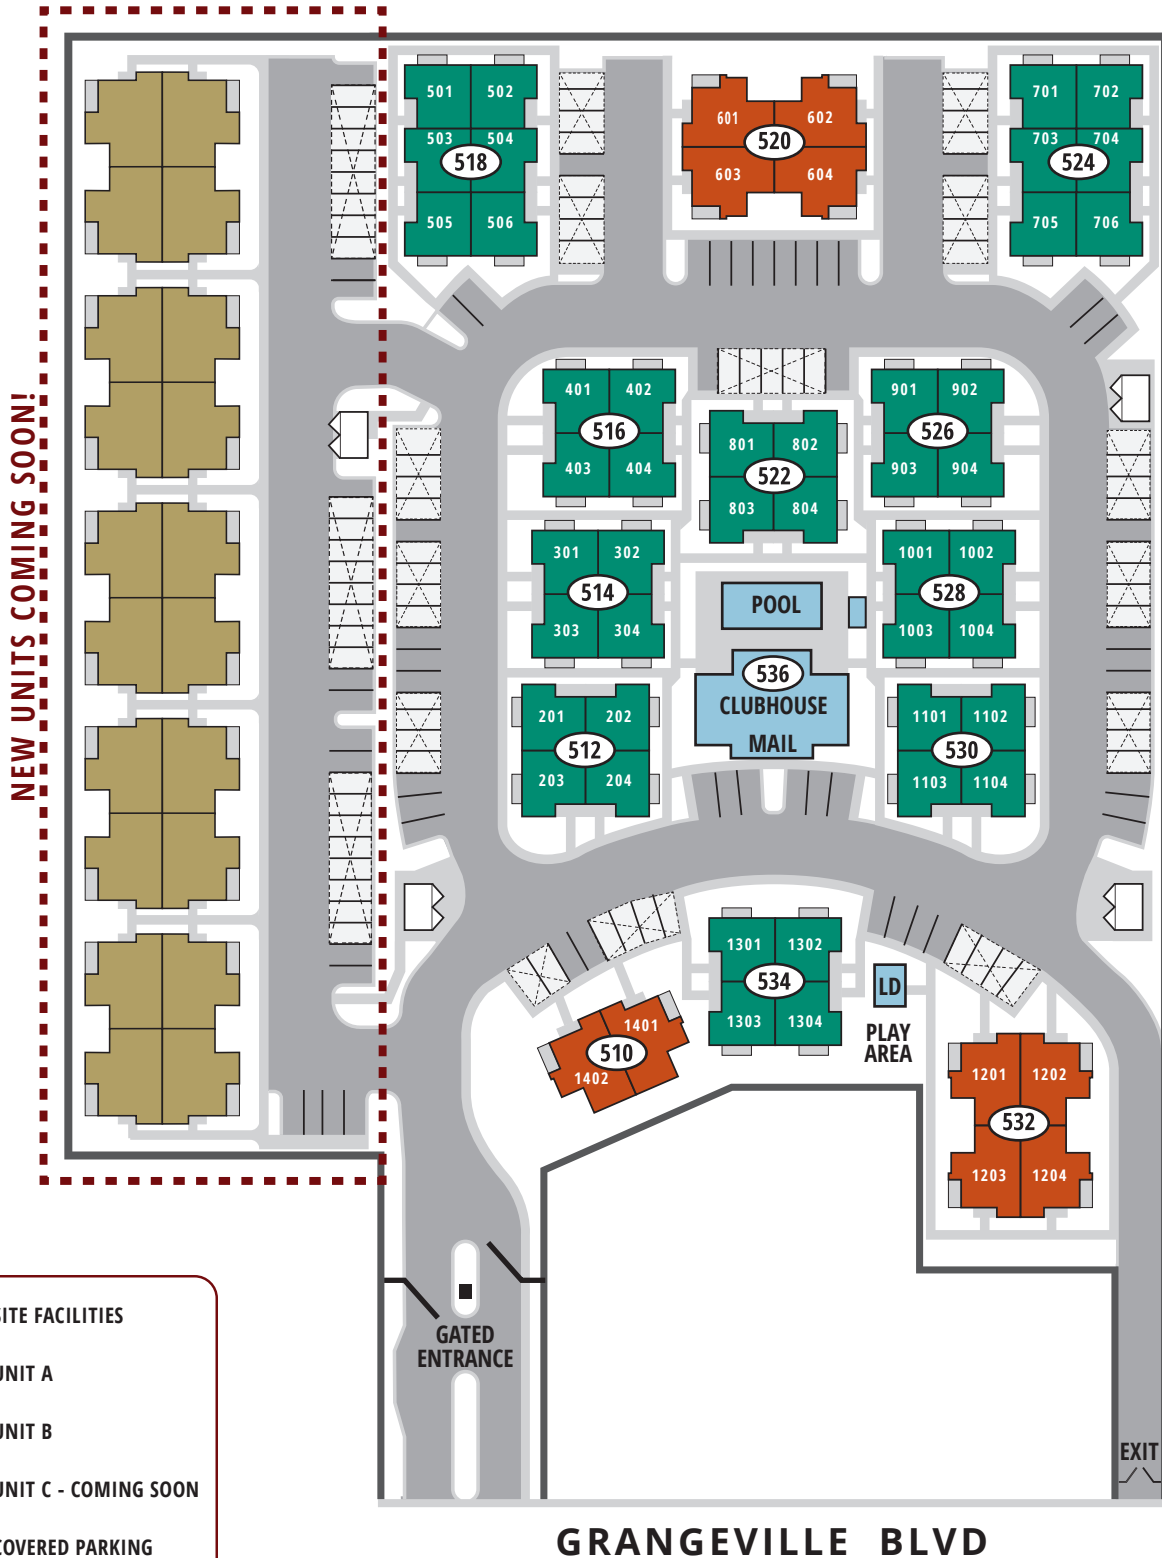 NEW UNITS COMING SOON!
501 502
503 504
518
505 506
601 602
520
603 604
701 702
703 704
524
705 706
401 402
516
403 404
801 802
522
803 804
901 902
526
903 904
301 302
514
303 304
POOL
1001 1002
528
1003 1004
201 202
512
203 204
536
CLUBHOUSE
MAIL
1101 1102
530
1103 1104
1301 1302
534
1303 1304
LD
PLAY
AREA
1401
510
1402
1201 1202
532
1203 1204
GATED
ENTRANCE
SITE FACILITIES
UNIT A
UNIT B
UNIT C - COMING SOON
COVERED PARKING
EXIT
GRANGEVILLE BLVD